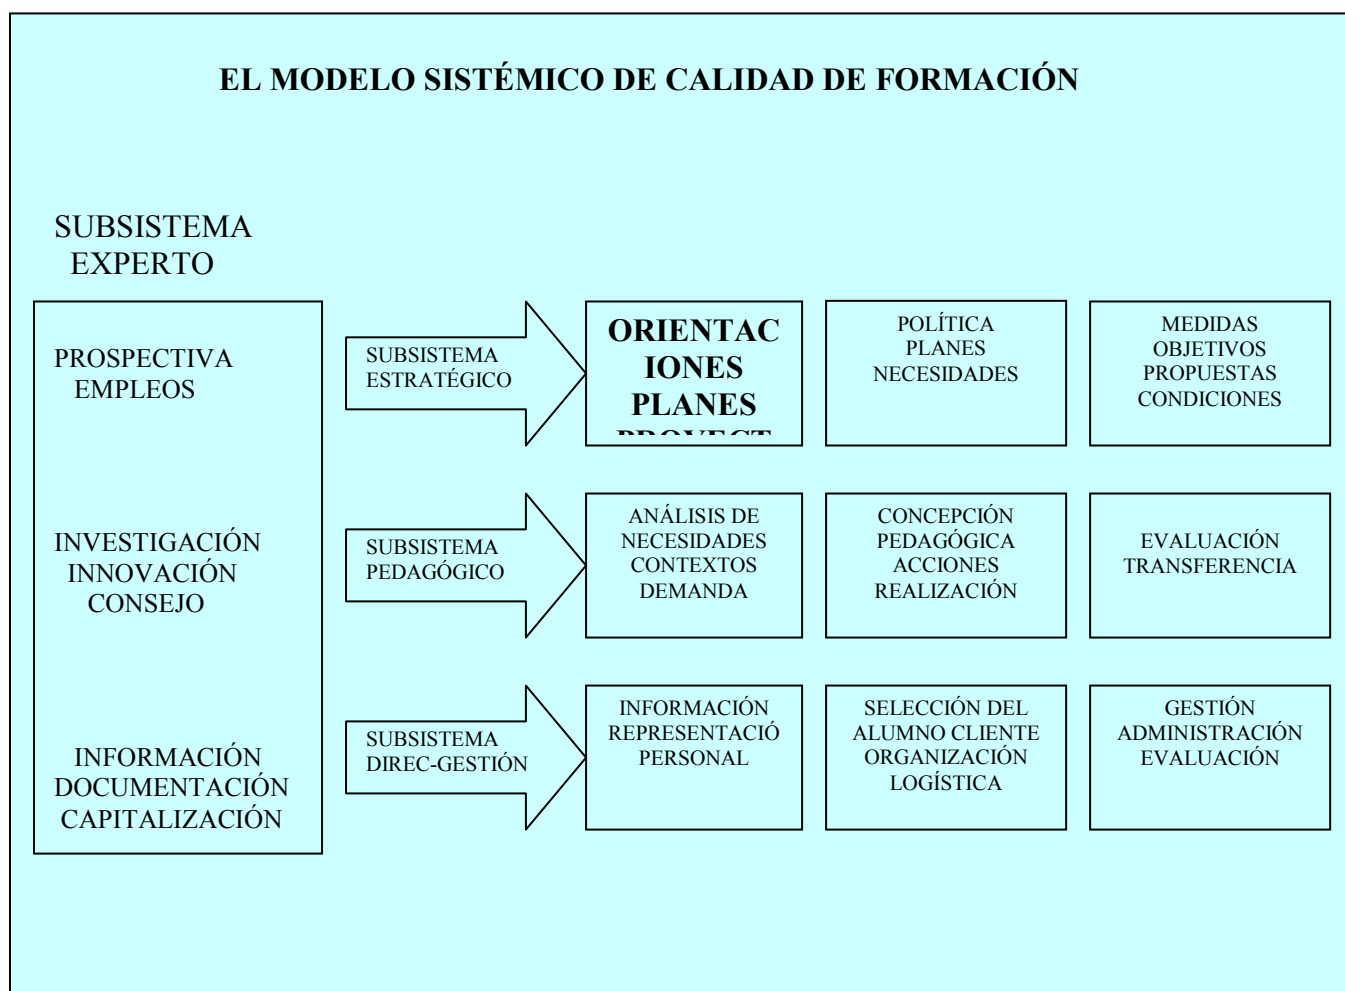 EL MODELO SISTÉMICO DE CALIDAD DE FORMACIÓN
SUBSISTEMA
EXPERTO
PROSPECTIVA
EMPLEOS
INVESTIGACIÓN
INNOVACIÓN
CONSEJO
INFORMACIÓN
DOCUMENTACIÓN
CAPITALIZACIÓN
SUBSISTEMA
ESTRATÉGICO
ORIENTAC
IONES
PLANES
PROYECT
POLÍTICA
PLANES
NECESIDADES
MEDIDAS
OBJETIVOS
PROPUESTAS
CONDICIONES
SUBSISTEMA
PEDAGÓGICO
ANÁLISIS DE
NECESIDADES
CONTEXTOS
DEMANDA
CONCEPCIÓN
PEDAGÓGICA
ACCIONES
REALIZACIÓN
EVALUACIÓN
TRANSFERENCIA
SUBSISTEMA
DIREC-GESTIÓN
INFORMACIÓN
REPRESENTACIÓ
PERSONAL
SELECCIÓN DEL
ALUMNO CLIENTE
ORGANIZACIÓN
LOGÍSTICA
GESTIÓN
ADMINISTRACIÓN
EVALUACIÓN